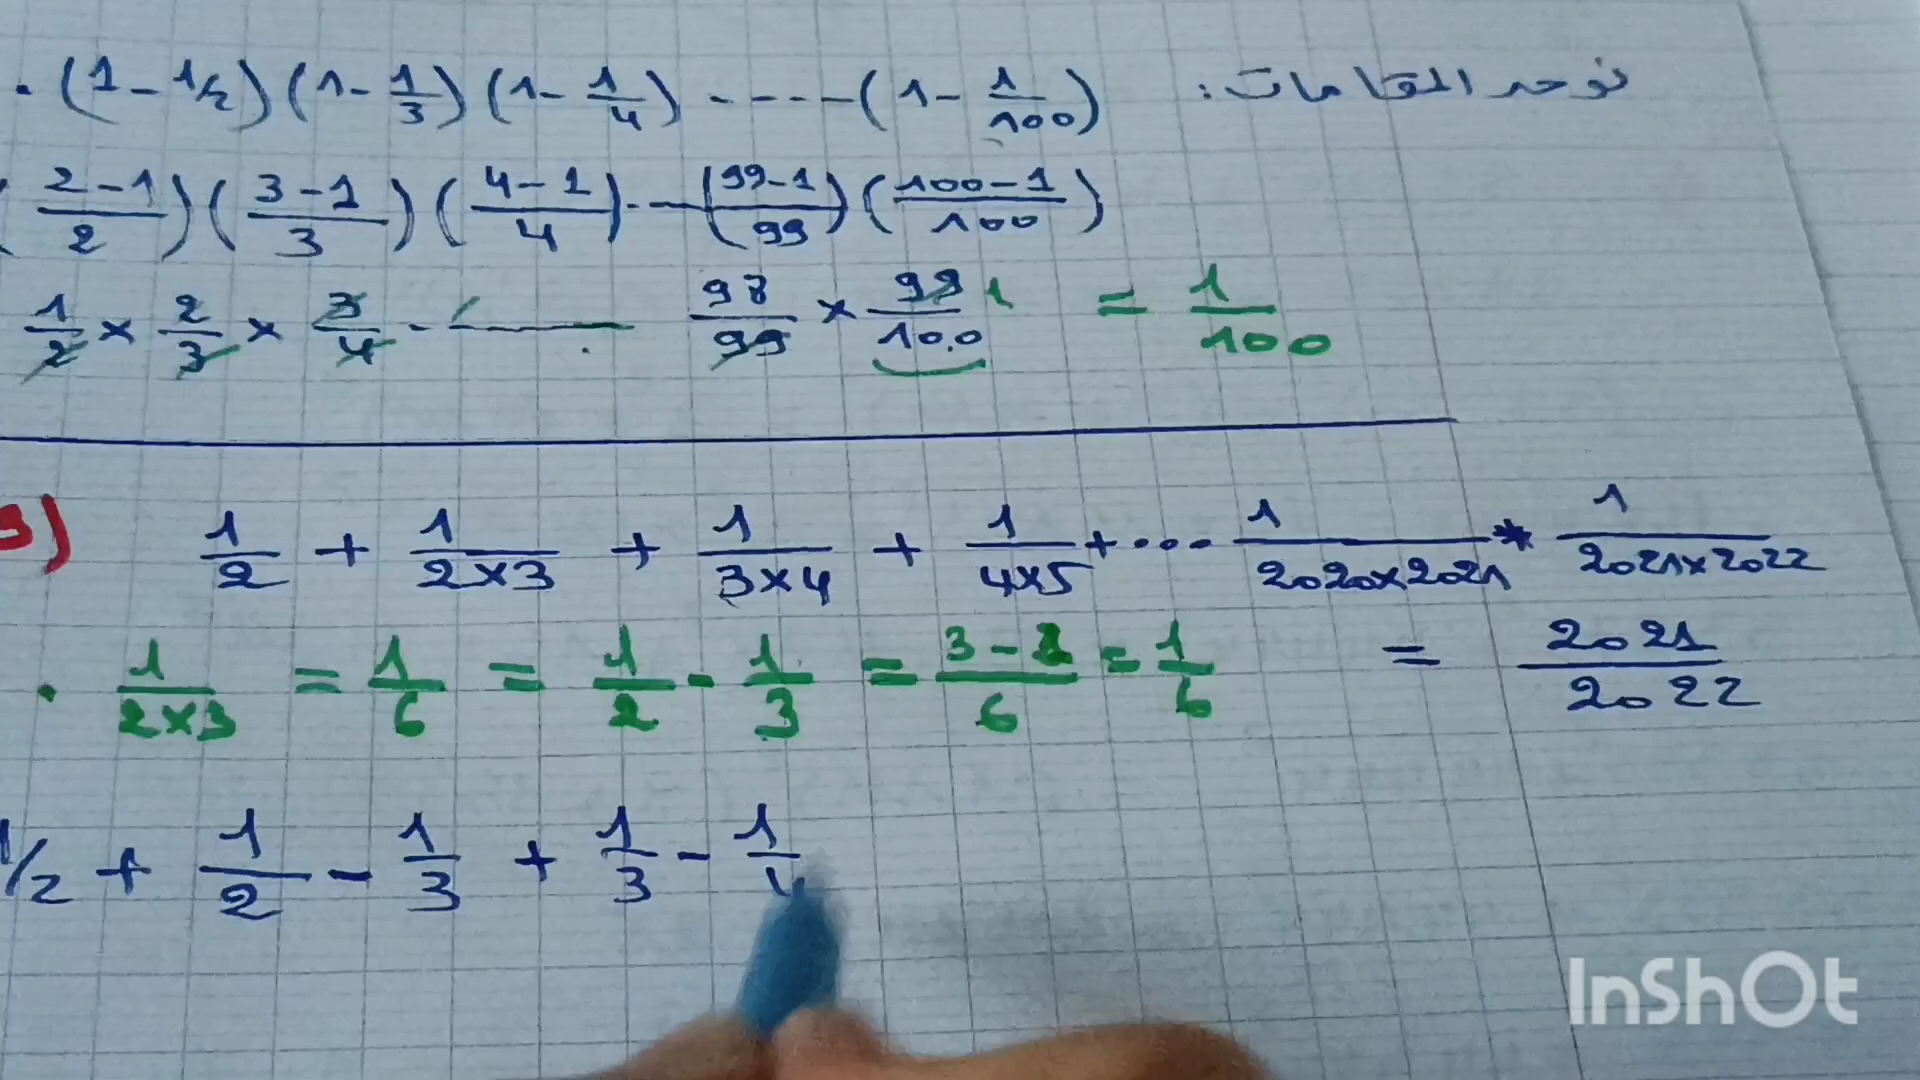 . (1 - 1/2) (1 - 1/3) (1 - 1/4) - - - - (1 - 1/100) نوحد المقامات :
(2-1/2) (3-1/3) (4-1/4) - - - (99-1/99) (100-1/100)
1/2 × 2/3 × 3/4 - - - 98/99 × 99/100 1 = 1/100
3) 1/2 + 1/2×3 + 1/3×4 + 1/4×5 + ... 1/2020×2021 * 1/2021×2022
. 1/2×3 = 1/6 = 1/2 - 1/3 = 3-2/6 = 1/6 = 2021/2022
1/2 + 1/2 - 1/3 + 1/3 - 1/4
InShOt